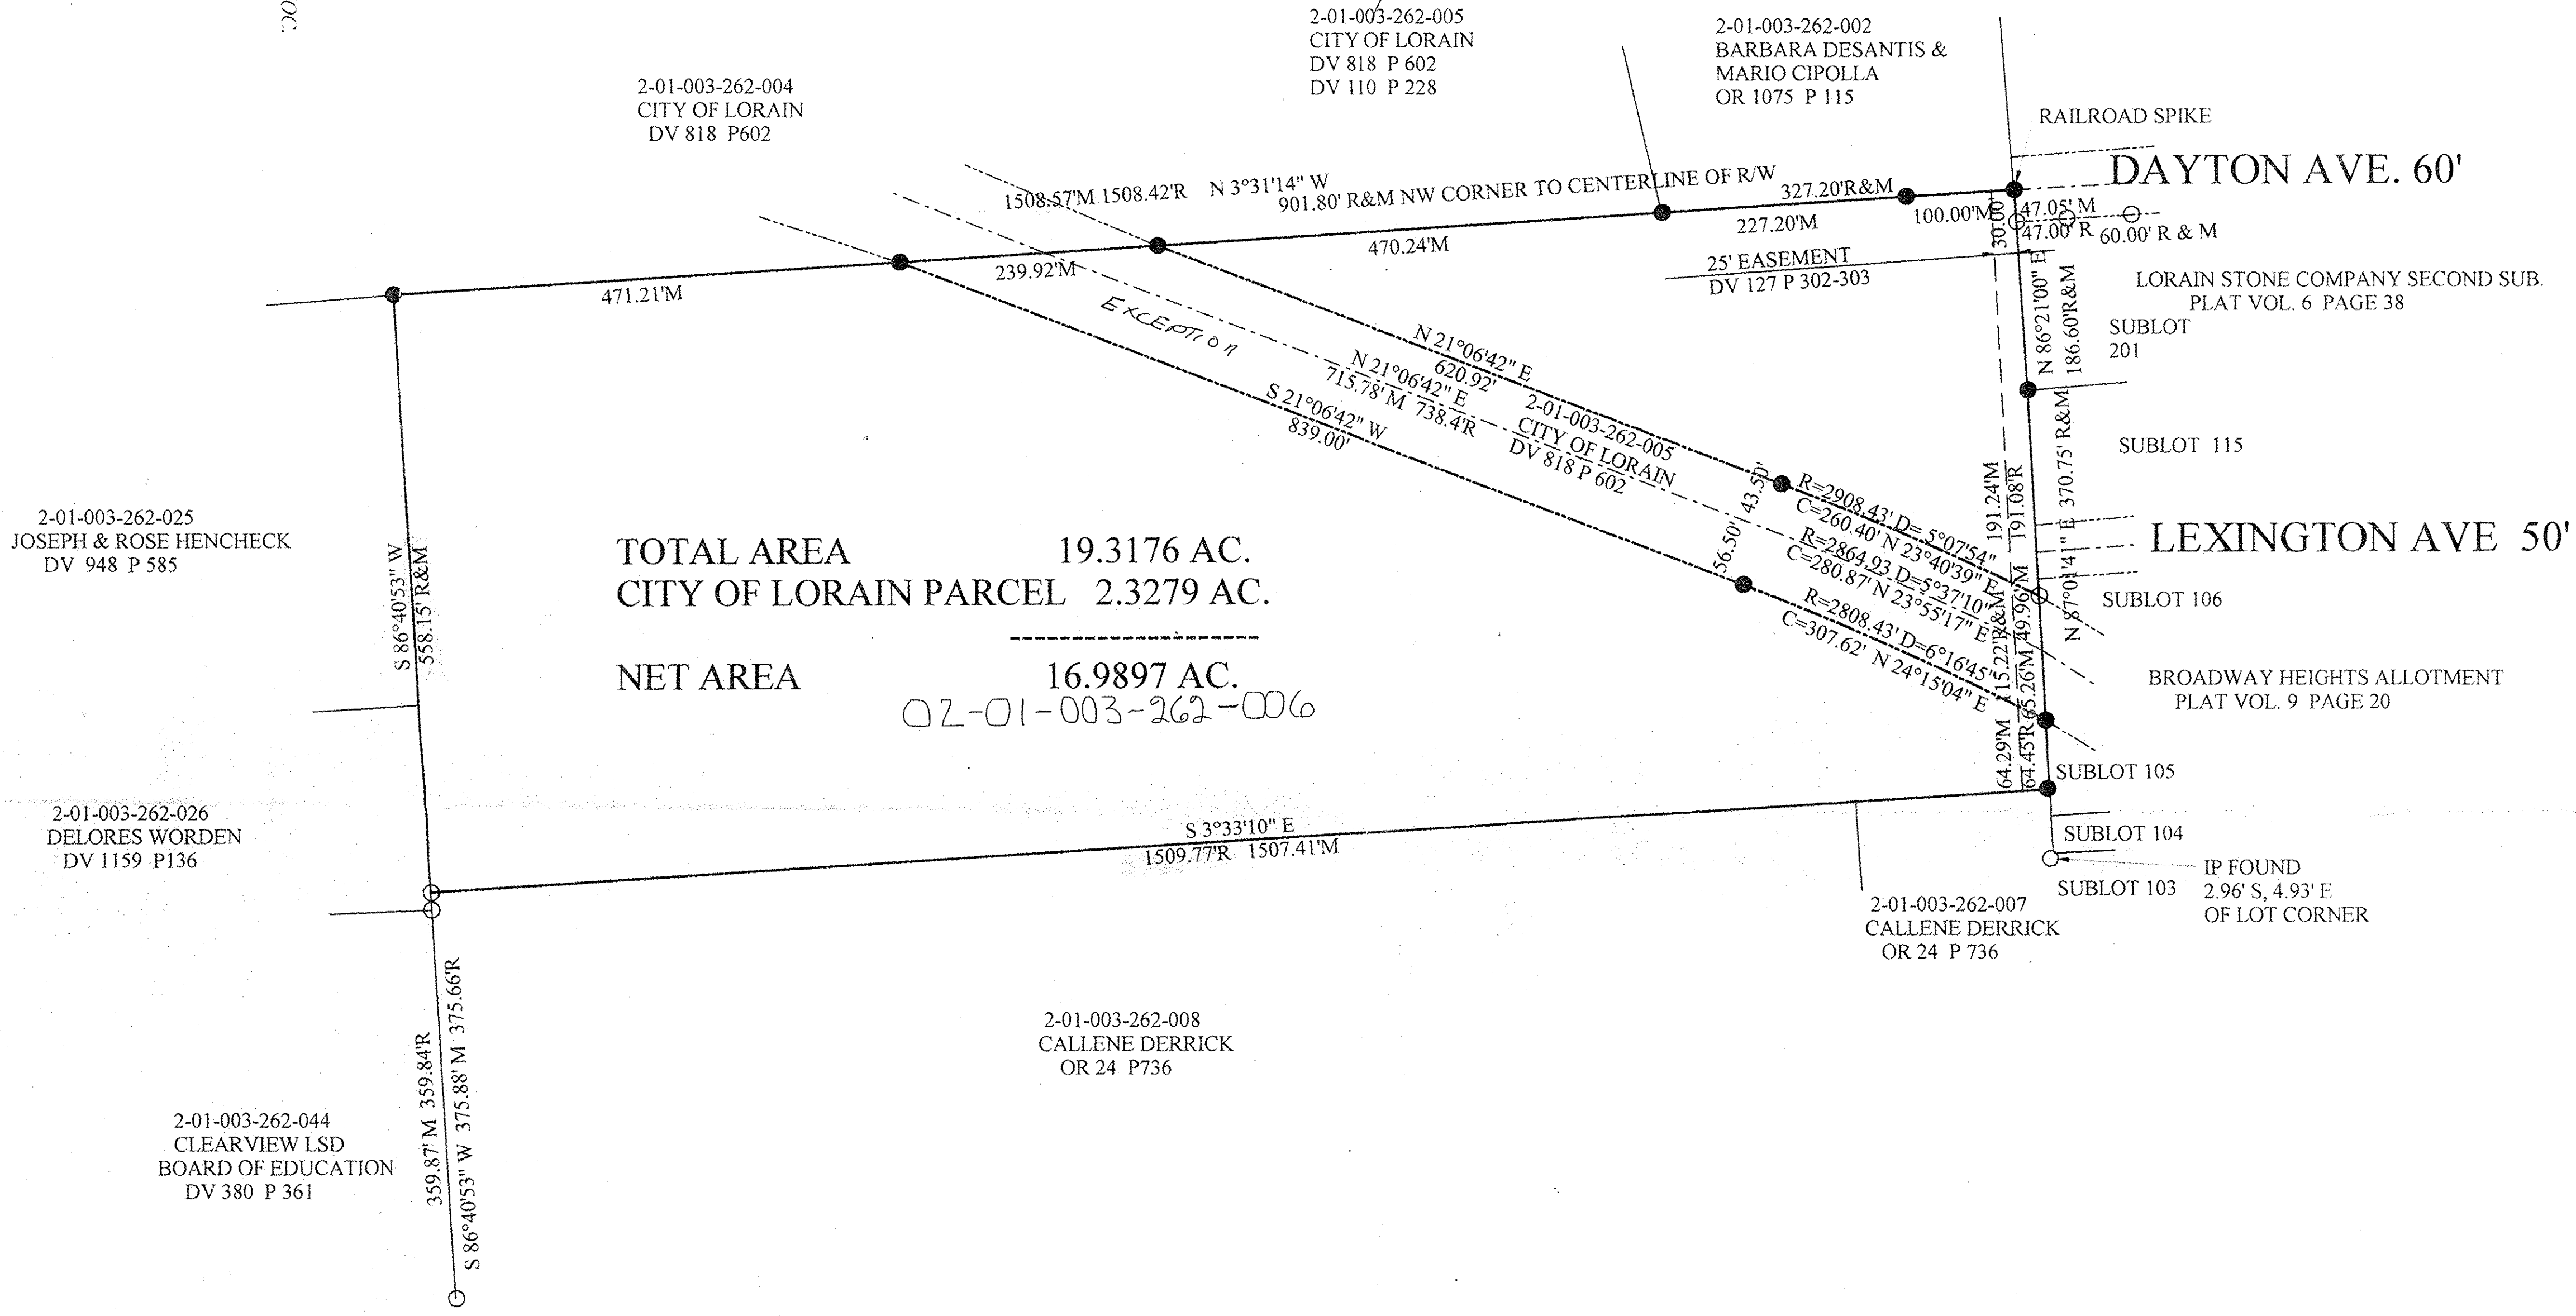 OC.
2-01-003-262-004
CITY OF LORAIN
DV 818 P602
2-01-003-262-005
CITY OF LORAIN
DV 818 P 602
DV 110 P 228
2-01-003-262-002
BARBARA DESANTIS &
MARIO CIPOLLA
OR 1075 P 115
RAILROAD SPIKE
DAYTON AVE. 60'
1508.57'M 1508.42'R N 3°31'14" W
901.80' R&M NW CORNER TO CENTERLINE OF R/W
327.20'R&M
471.21'M
239.92'M
470.24'M
227.20'M
100.00'M
30.00'
47.05' M
47.00' R
60.00' R & M
25' EASEMENT
DV 127 P 302-303
N 86°21'00" E
186.60'R&M
LORAIN STONE COMPANY SECOND SUB.
PLAT VOL. 6 PAGE 38
SUBLOT
201
EXCEPTION
N 21°06'42" E
620.92'
N 21°06'42" E
715.78' M 738.4'R
S 21°06'42" W
839.00'
2-01-003-262-005
CITY OF LORAIN
DV 818 P 602
56.50' 43.50'
R=2908.43' D= 5°07'54"
C=260.40' N 23°40'39" E
R=2864.93 D=5°37'10"
C=280.87' N 23°55'17" E
R=2808.43' D=6°16'45"
C=307.62' N 24°15'04" E
191.24'M
191.08'R
115.22'R&M
49.96'M
65.26'M
64.29'M
64.45'R
N 87°01'41" E 370.75' R&M
SUBLOT 115
LEXINGTON AVE 50'
SUBLOT 106
BROADWAY HEIGHTS ALLOTMENT
PLAT VOL. 9 PAGE 20
SUBLOT 105
SUBLOT 104
SUBLOT 103
IP FOUND
2.96' S, 4.93' E
OF LOT CORNER
2-01-003-262-025
JOSEPH & ROSE HENCHECK
DV 948 P 585
S 86°40'53" W
558.15' R&M
TOTAL AREA 19.3176 AC.
CITY OF LORAIN PARCEL 2.3279 AC.
--------------------
NET AREA 16.9897 AC.
02-01-003-262-006
2-01-003-262-026
DELORES WORDEN
DV 1159 P136
S 3°33'10" E
1509.77'R 1507.41'M
2-01-003-262-007
CALLENE DERRICK
OR 24 P 736
2-01-003-262-008
CALLENE DERRICK
OR 24 P736
359.87' M 359.84'R
S 86°40'53" W 375.88' M 375.66'R
2-01-003-262-044
CLEARVIEW LSD
BOARD OF EDUCATION
DV 380 P 361